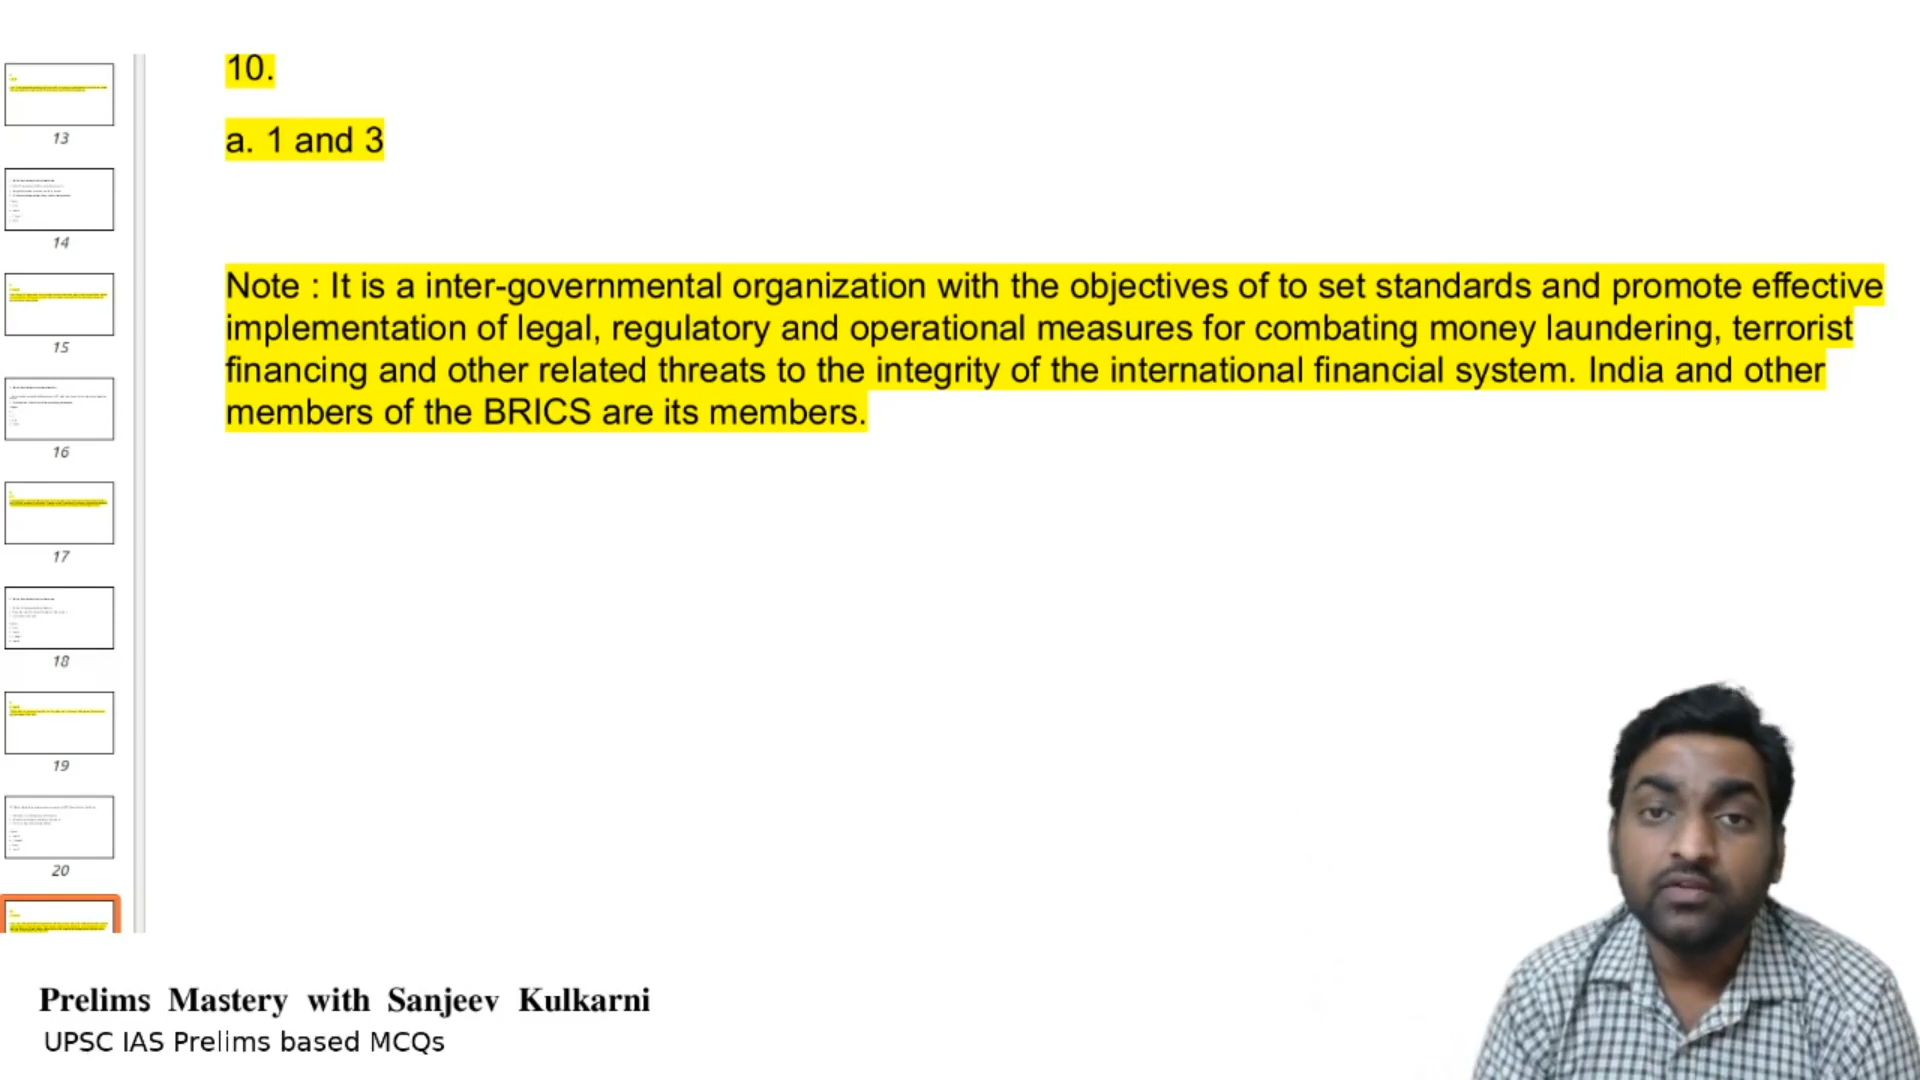 10.
a. 1 and 3
Note : It is a inter-governmental organization with the objectives of to set standards and promote effective
implementation of legal, regulatory and operational measures for combating money laundering, terrorist
financing and other related threats to the integrity of the international financial system. India and other
members of the BRICS are its members.
13
14
15
16
17
18
19
20
Prelims Mastery with Sanjeev Kulkarni
UPSC IAS Prelims based MCQs